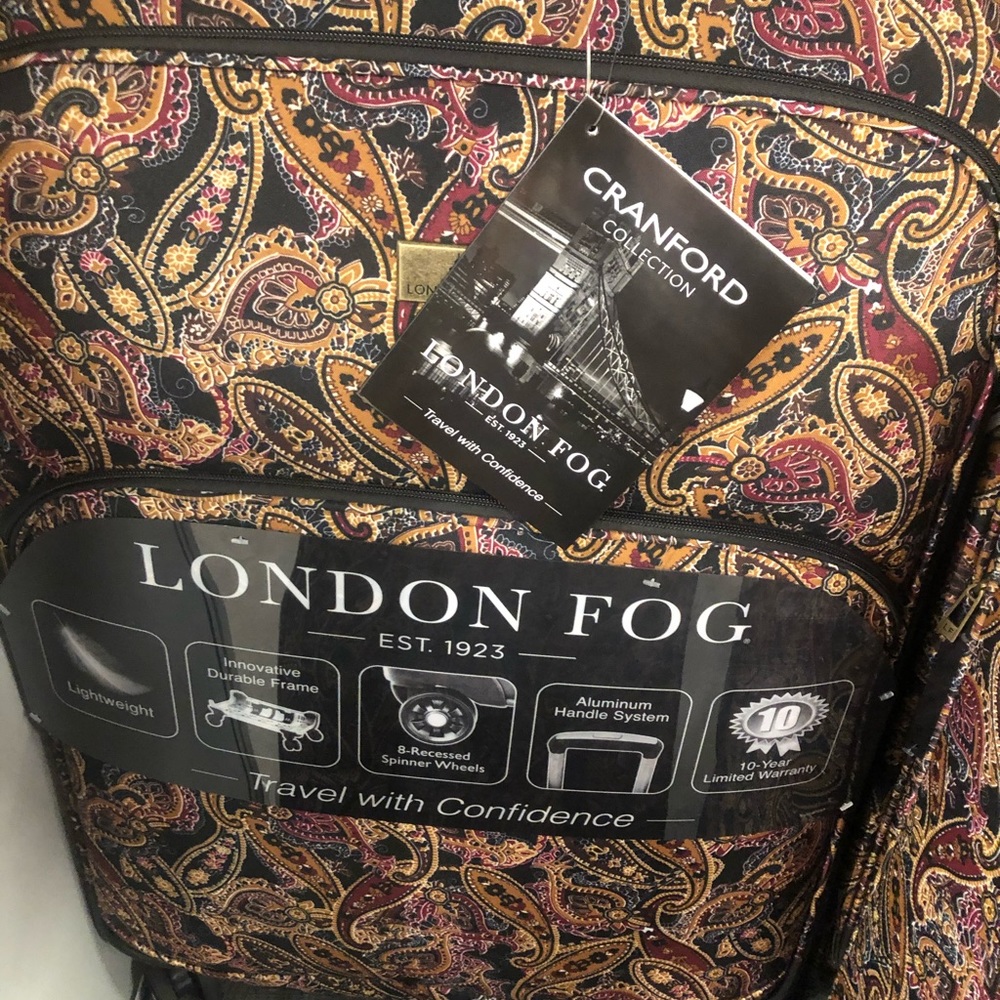 CRANFORD
COLLECTION
LONDON FOG
EST. 1923
Travel with Confidence
LONDON FOG
EST. 1923
Lightweight
Innovative
Durable Frame
8-Recessed
Spinner Wheels
Aluminum
Handle System
10
10-Year
Limited Warranty
Travel with Confidence